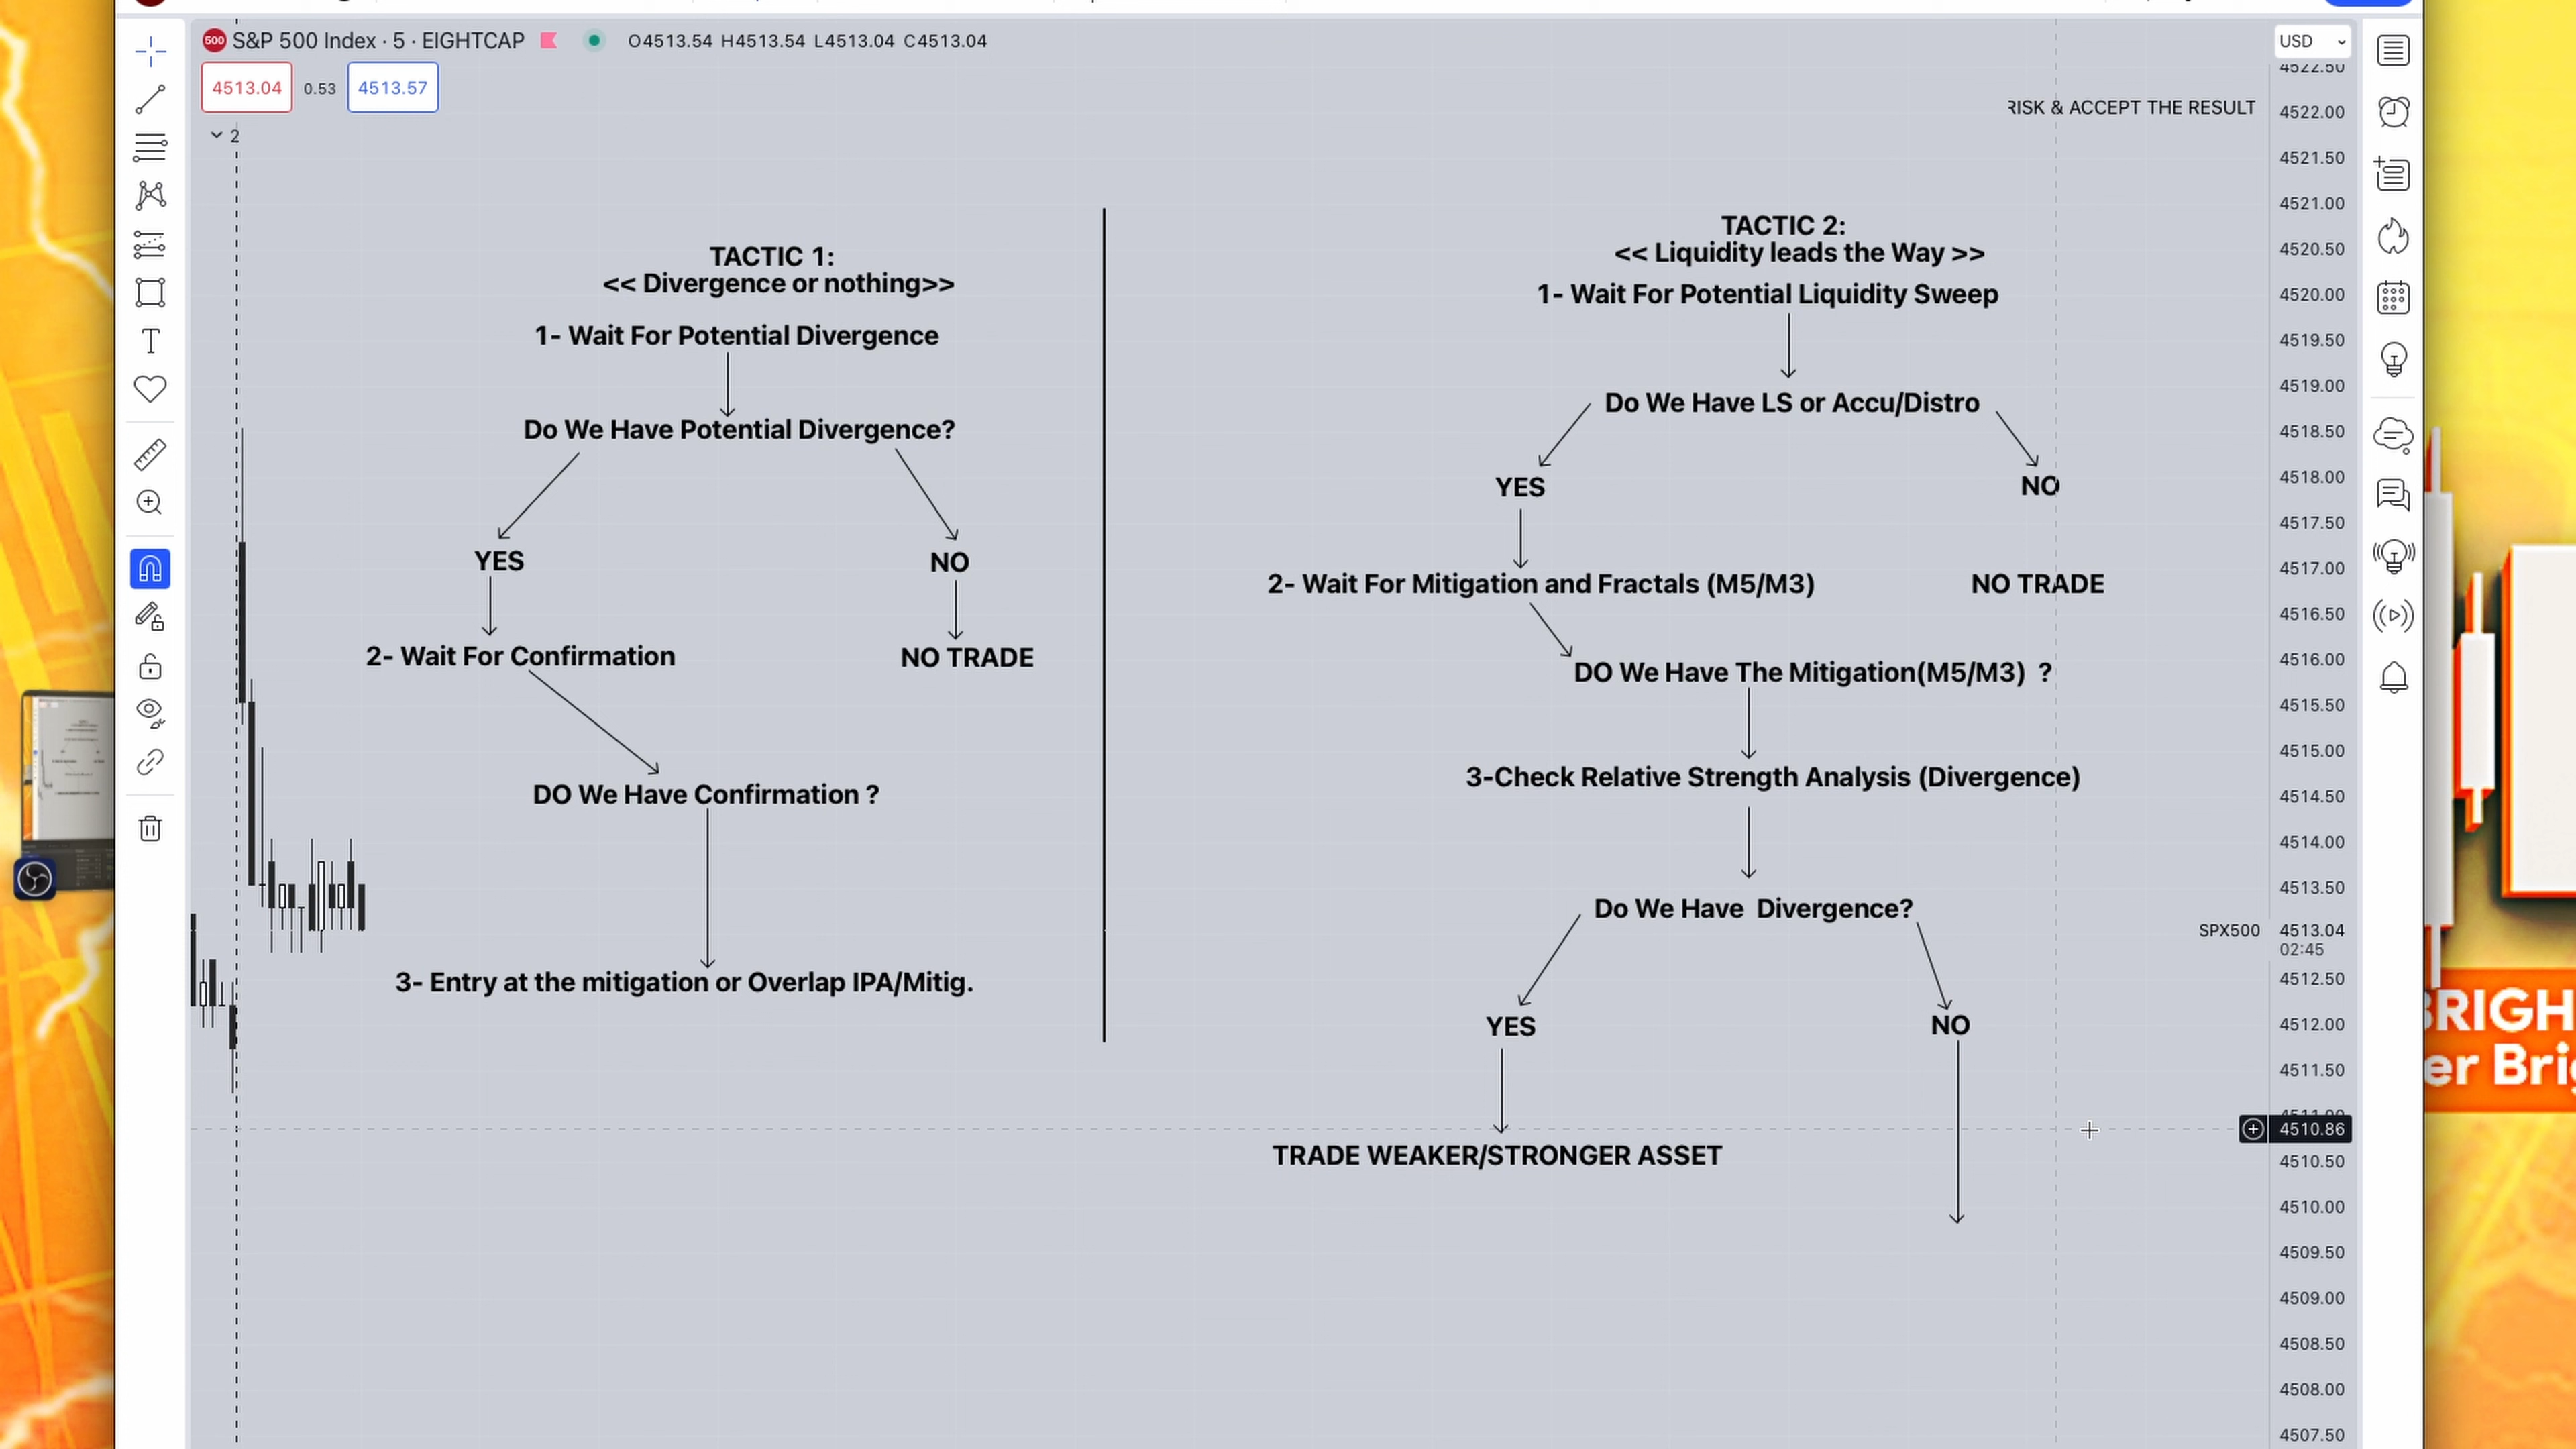 S&P 500 Index · 5 · EIGHTCAP
O4513.54 H4513.54 L4513.04 C4513.04
USD
4513.04
0.53
4513.57
2
RISK & ACCEPT THE RESULT
TACTIC 1:
<< Divergence or nothing>>
1- Wait For Potential Divergence
Do We Have Potential Divergence?
YES
NO
2- Wait For Confirmation
NO TRADE
DO We Have Confirmation ?
3- Entry at the mitigation or Overlap IPA/Mitig.
TACTIC 2:
<< Liquidity leads the Way >>
1- Wait For Potential Liquidity Sweep
Do We Have LS or Accu/Distro
YES
NO
2- Wait For Mitigation and Fractals (M5/M3)
NO TRADE
DO We Have The Mitigation(M5/M3) ?
3-Check Relative Strength Analysis (Divergence)
Do We Have Divergence?
YES
NO
TRADE WEAKER/STRONGER ASSET
4522.50
4522.00
4521.50
4521.00
4520.50
4520.00
4519.50
4519.00
4518.50
4518.00
4517.50
4517.00
4516.50
4516.00
4515.50
4515.00
4514.50
4514.00
4513.50
SPX500 4513.04
02:45
4512.50
4512.00
4511.50
4511.00
4510.86
4510.50
4510.00
4509.50
4509.00
4508.50
4508.00
4507.50
BRIGH
er Brig